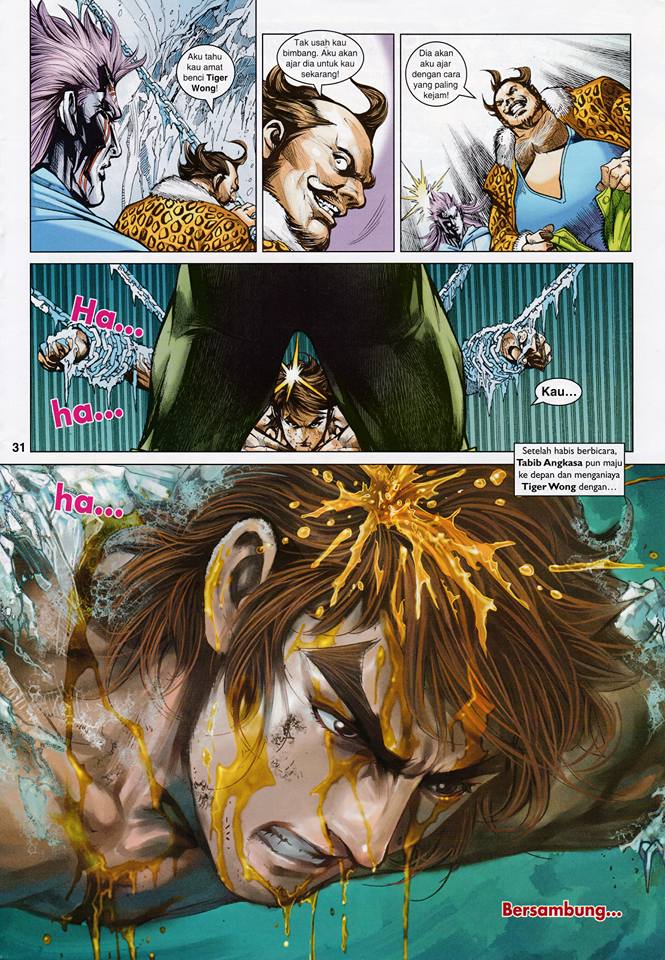 Aku tahu
kau amat
benci Tiger
Wong!
Tak usah kau
bimbang. Aku akan
ajar dia untuk kau
sekarang!
Dia akan
aku ajar
dengan cara
yang paling
kejam!
Ha...
ha...
Kau...
31
Setelah habis berbicara,
Tabib Angkasa pun maju
ke depan dan menganiaya
Tiger Wong dengan...
ha...
Bersambung...